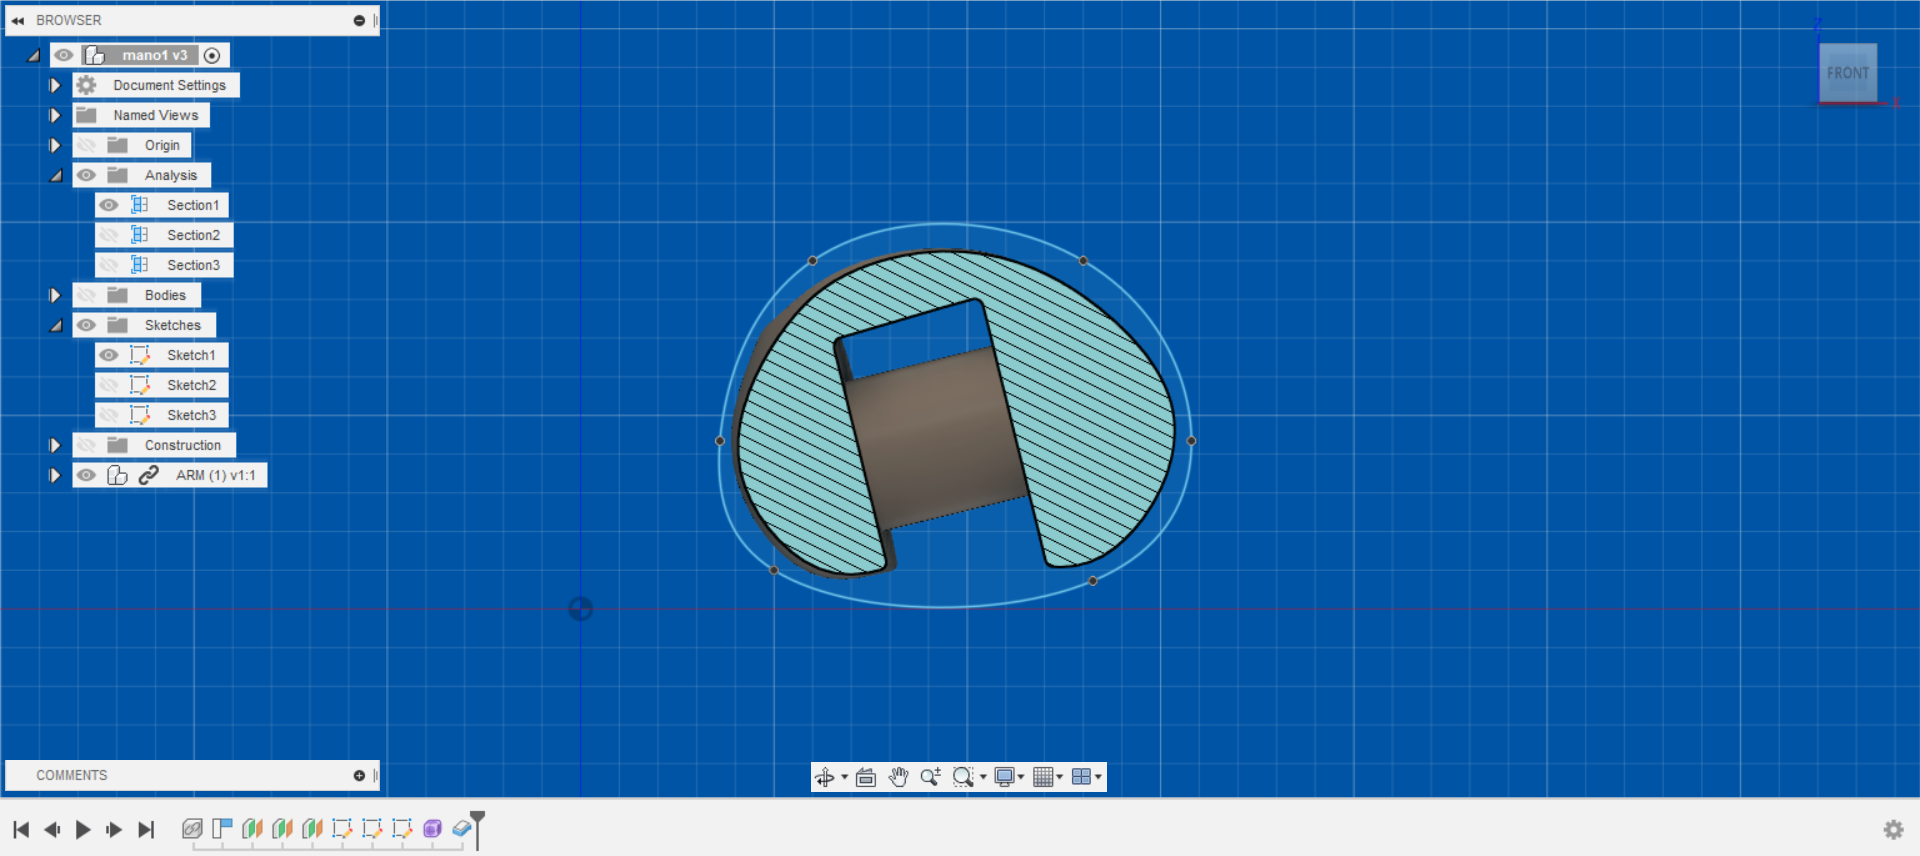 BROWSER
mano1 v3
Document Settings
Named Views
Origin
Analysis
Section1
Section2
Section3
Bodies
Sketches
Sketch1
Sketch2
Sketch3
Construction
ARM (1) v1:1
Z
FRONT
X
COMMENTS